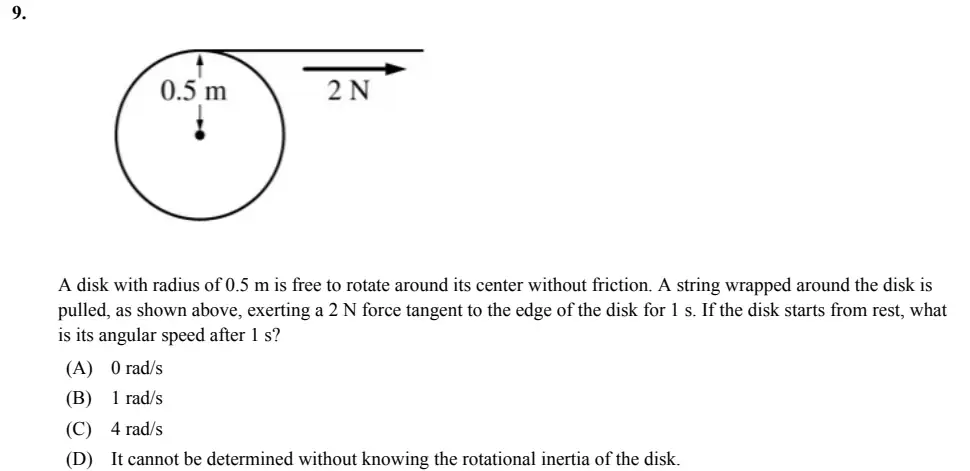 9.
0.5 m
2 N
A disk with radius of 0.5 m is free to rotate around its center without friction. A string wrapped around the disk is
pulled, as shown above, exerting a 2 N force tangent to the edge of the disk for 1 s. If the disk starts from rest, what
is its angular speed after 1 s?
(A) 0 rad/s
(B) 1 rad/s
(C) 4 rad/s
(D) It cannot be determined without knowing the rotational inertia of the disk.